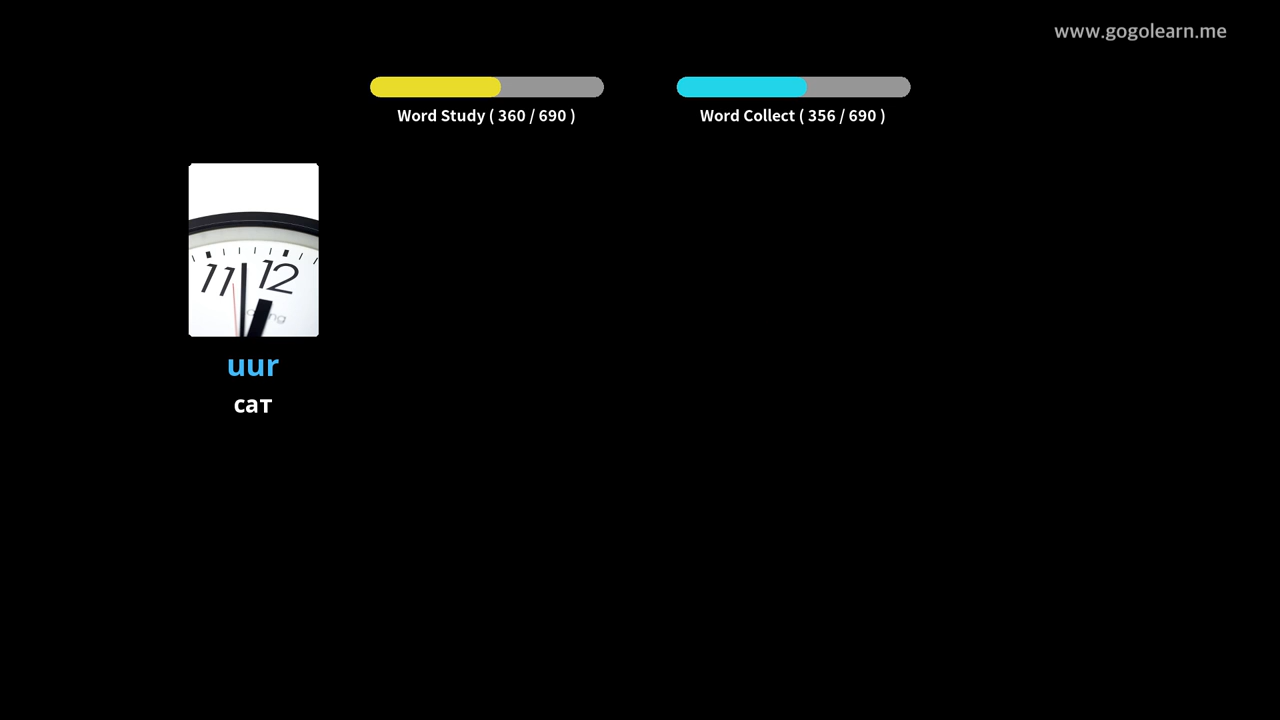 www.gogolearn.me
Word Study ( 360 / 690 )
Word Collect ( 356 / 690 )
11 12
uur
сат